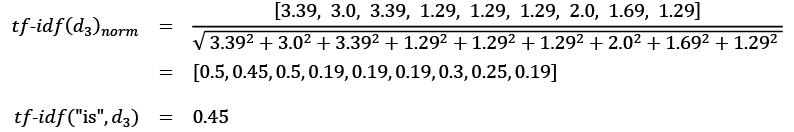 tf-idf(d₃)norm = [3.39, 3.0, 3.39, 1.29, 1.29, 1.29, 2.0, 1.69, 1.29]
√3.39² + 3.0² + 3.39² + 1.29² + 1.29² + 1.29² + 2.0² + 1.69² + 1.29²
= [0.5, 0.45, 0.5, 0.19, 0.19, 0.19, 0.3, 0.25, 0.19]
tf-idf("is", d₃) = 0.45